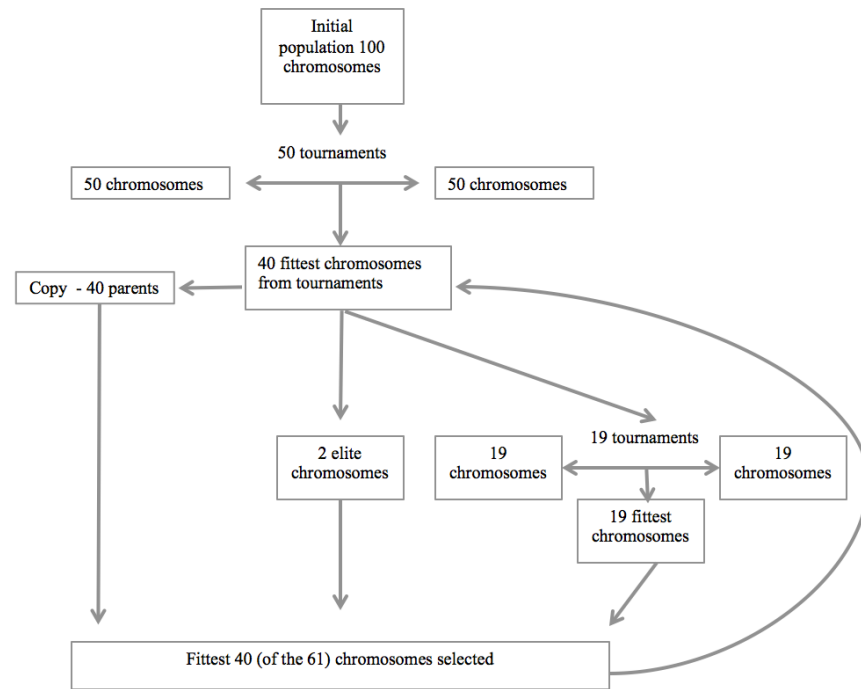 Initial
population 100
chromosomes
50 tournaments
50 chromosomes
50 chromosomes
40 fittest chromosomes
from tournaments
Copy - 40 parents
19 tournaments
2 elite
chromosomes
19
chromosomes
19
chromosomes
19 fittest
chromosomes
Fittest 40 (of the 61) chromosomes selected